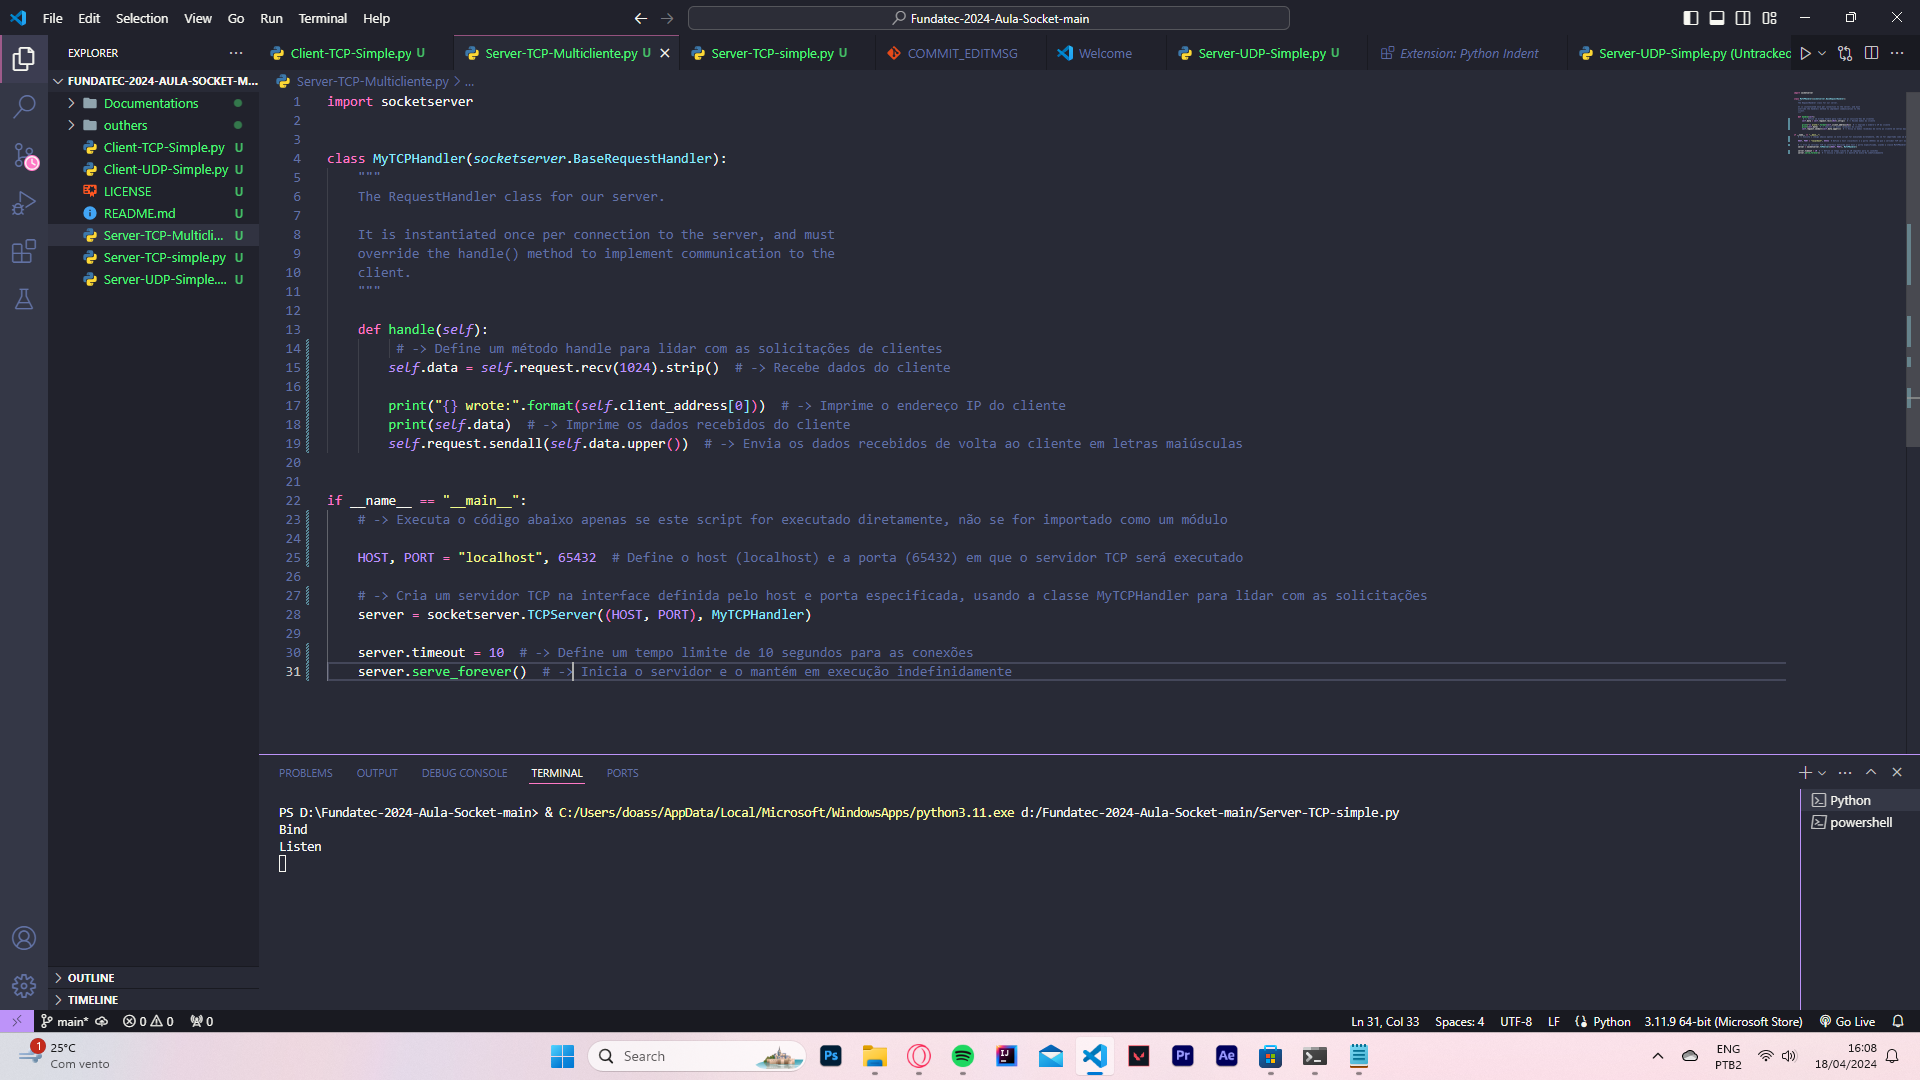 File Edit Selection View Go Run Terminal Help
Fundatec-2024-Aula-Socket-main
EXPLORER
FUNDATEC-2024-AULA-SOCKET-M...
Documentations
outhers
Client-TCP-Simple.py U
Client-UDP-Simple.py U
LICENSE U
README.md U
Server-TCP-Multicli... U
Server-TCP-simple.py U
Server-UDP-Simple.... U
OUTLINE
TIMELINE
Client-TCP-Simple.py U Server-TCP-Multicliente.py U Server-TCP-simple.py U COMMIT_EDITMSG Welcome Server-UDP-Simple.py U Extension: Python Indent Server-UDP-Simple.py (Untracked
Server-TCP-Multicliente.py > ...
1 import socketserver
2
3
4 class MyTCPHandler(socketserver.BaseRequestHandler):
5 """
6 The RequestHandler class for our server.
7
8 It is instantiated once per connection to the server, and must
9 override the handle() method to implement communication to the
10 client.
11 """
12
13 def handle(self):
14 # -> Define um método handle para lidar com as solicitações de clientes
15 self.data = self.request.recv(1024).strip() # -> Recebe dados do cliente
16
17 print("{} wrote:".format(self.client_address[0])) # -> Imprime o endereço IP do cliente
18 print(self.data) # -> Imprime os dados recebidos do cliente
19 self.request.sendall(self.data.upper()) # -> Envia os dados recebidos de volta ao cliente em letras maiúsculas
20
21
22 if __name__ == "__main__":
23 # -> Executa o código abaixo apenas se este script for executado diretamente, não se for importado como um módulo
24
25 HOST, PORT = "localhost", 65432 # Define o host (localhost) e a porta (65432) em que o servidor TCP será executado
26
27 # -> Cria um servidor TCP na interface definida pelo host e porta especificada, usando a classe MyTCPHandler para lidar com as solicitações
28 server = socketserver.TCPServer((HOST, PORT), MyTCPHandler)
29
30 server.timeout = 10 # -> Define um tempo limite de 10 segundos para as conexões
31 server.serve_forever() # -> Inicia o servidor e o mantém em execução indefinidamente
PROBLEMS OUTPUT DEBUG CONSOLE TERMINAL PORTS
PS D:\Fundatec-2024-Aula-Socket-main> & C:/Users/doass/AppData/Local/Microsoft/WindowsApps/python3.11.exe d:/Fundatec-2024-Aula-Socket-main/Server-TCP-simple.py
Bind
Listen
Python
powershell
main* 0 0 0 Ln 31, Col 33 Spaces: 4 UTF-8 LF Python 3.11.9 64-bit (Microsoft Store) Go Live
1 25°C
Com vento
Search
Ps
IJ
Pr
Ae
ENG
PTB2
16:08
18/04/2024